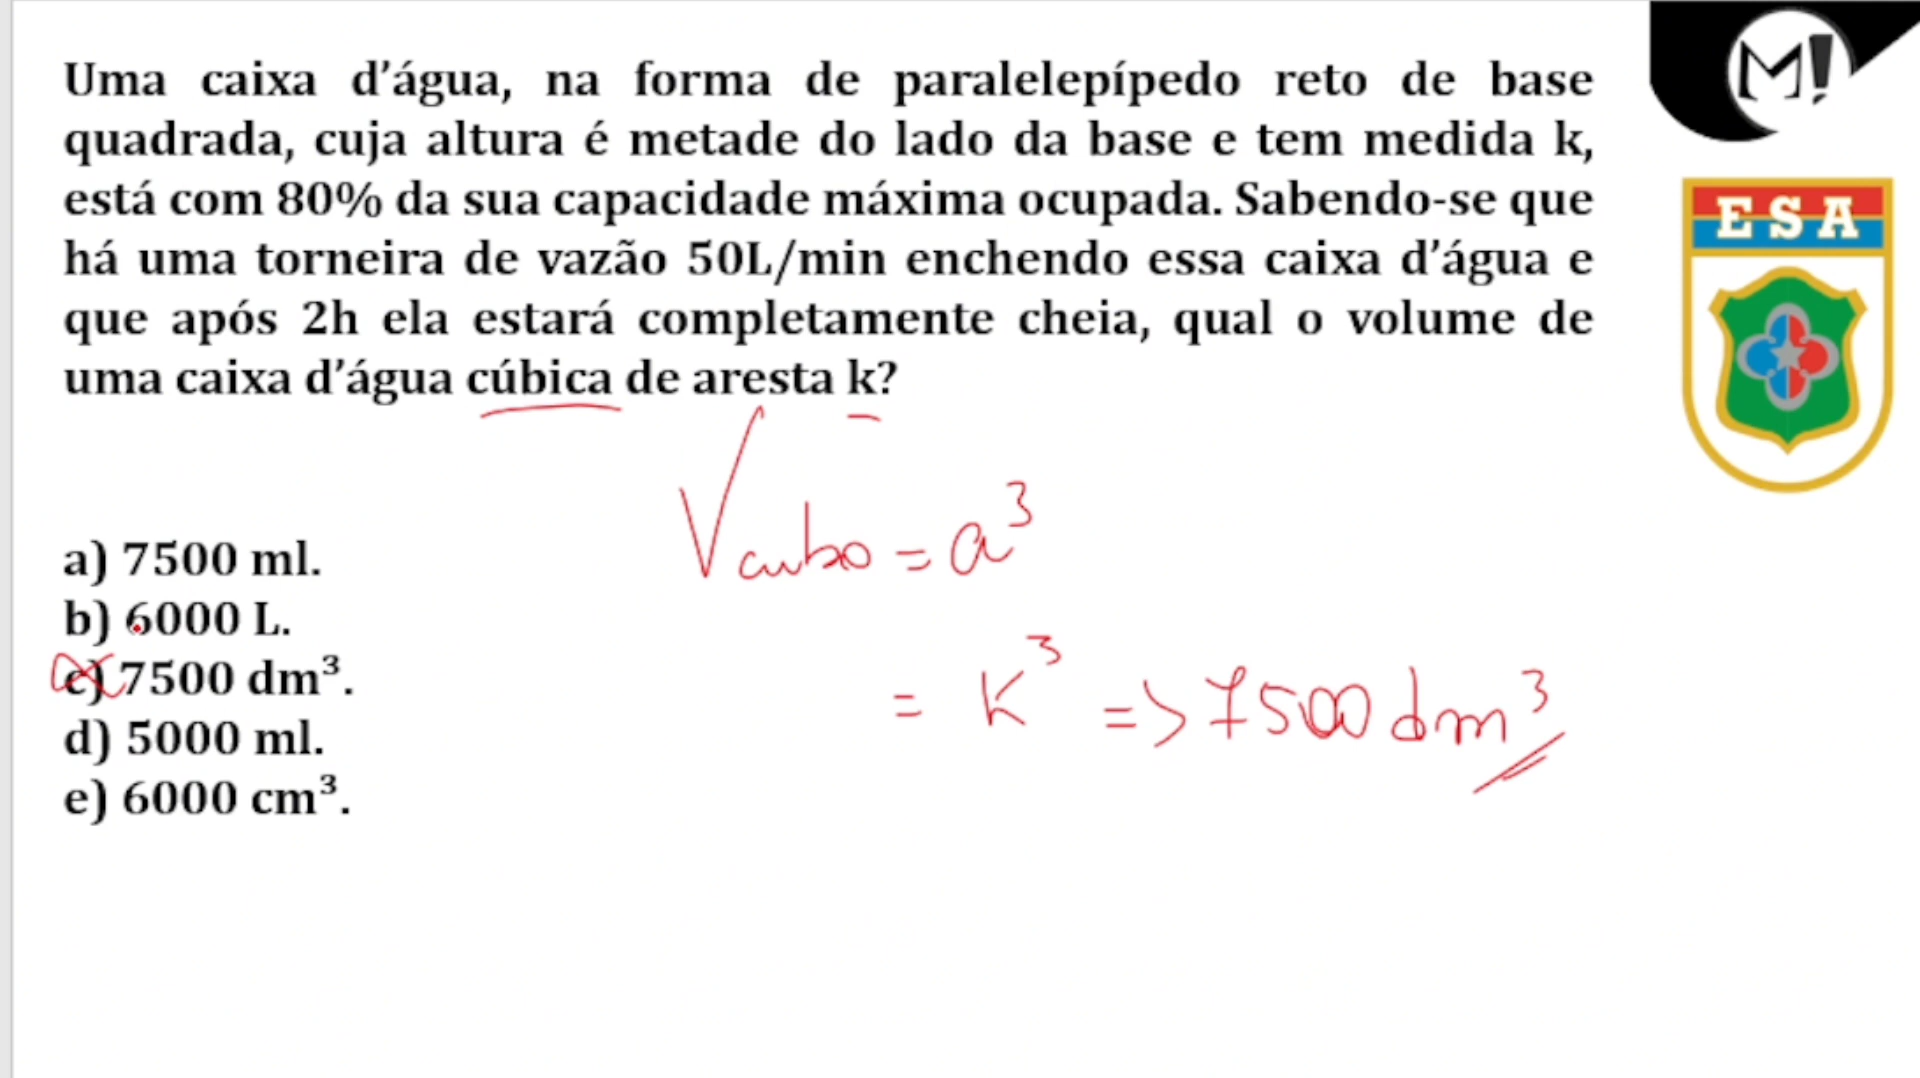 Uma caixa d’água, na forma de paralelepípedo reto de base
quadrada, cuja altura é metade do lado da base e tem medida k,
está com 80% da sua capacidade máxima ocupada. Sabendo-se que
há uma torneira de vazão 50L/min enchendo essa caixa d’água e
que após 2h ela estará completamente cheia, qual o volume de
uma caixa d’água cúbica de aresta k?
a) 7500 ml.
b) 6000 L.
c) 7500 dm³.
d) 5000 ml.
e) 6000 cm³.
Vcubo = a³
= K³ => 7500 dm³
M!
ESA